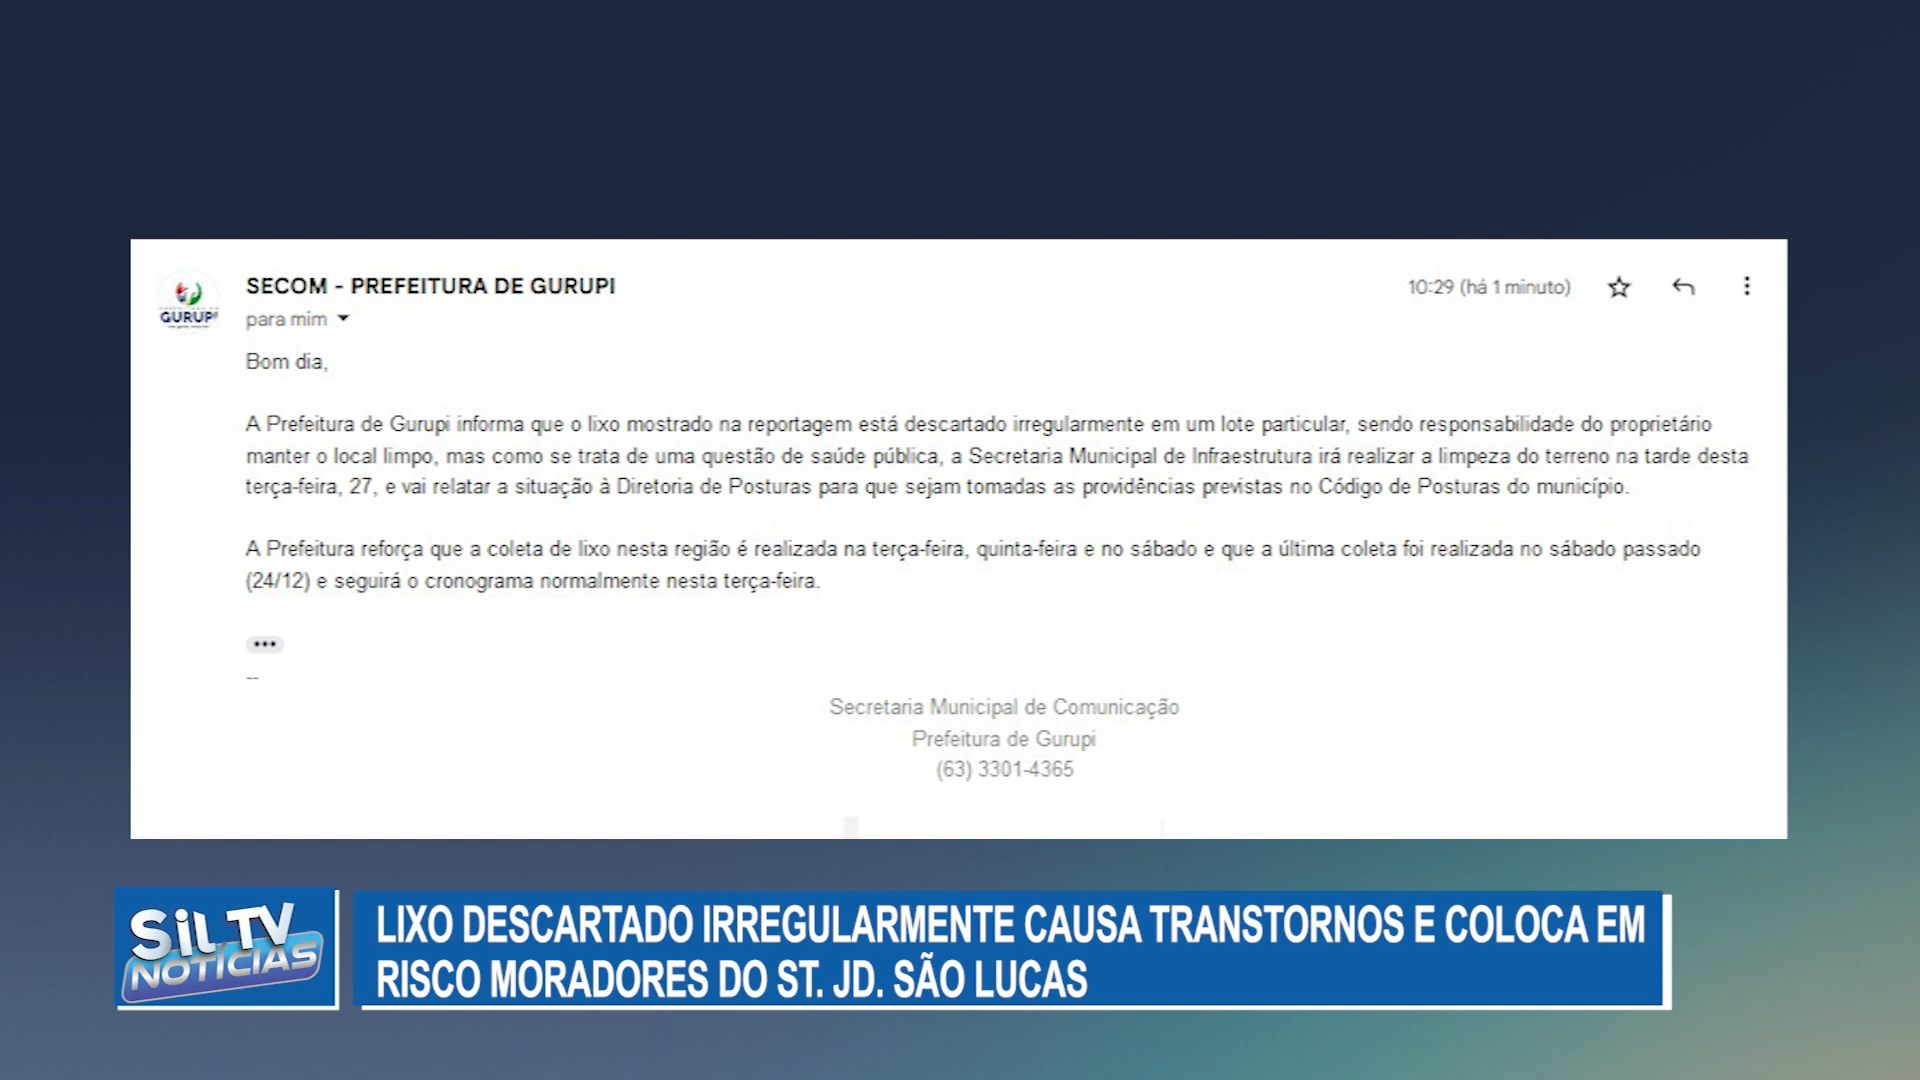 SECOM - PREFEITURA DE GURUPI
10:29 (há 1 minuto)
GURUPI
para mim
Bom dia,
A Prefeitura de Gurupi informa que o lixo mostrado na reportagem está descartado irregularmente em um lote particular, sendo responsabilidade do proprietário
manter o local limpo, mas como se trata de uma questão de saúde pública, a Secretaria Municipal de Infraestrutura irá realizar a limpeza do terreno na tarde desta
terça-feira, 27, e vai relatar a situação à Diretoria de Posturas para que sejam tomadas as providências previstas no Código de Posturas do município.
A Prefeitura reforça que a coleta de lixo nesta região é realizada na terça-feira, quinta-feira e no sábado e que a última coleta foi realizada no sábado passado
(24/12) e seguirá o cronograma normalmente nesta terça-feira.
•••
--
Secretaria Municipal de Comunicação
Prefeitura de Gurupi
(63) 3301-4365
SiL TV
NOTÍCIAS
LIXO DESCARTADO IRREGULARMENTE CAUSA TRANSTORNOS E COLOCA EM
RISCO MORADORES DO ST. JD. SÃO LUCAS